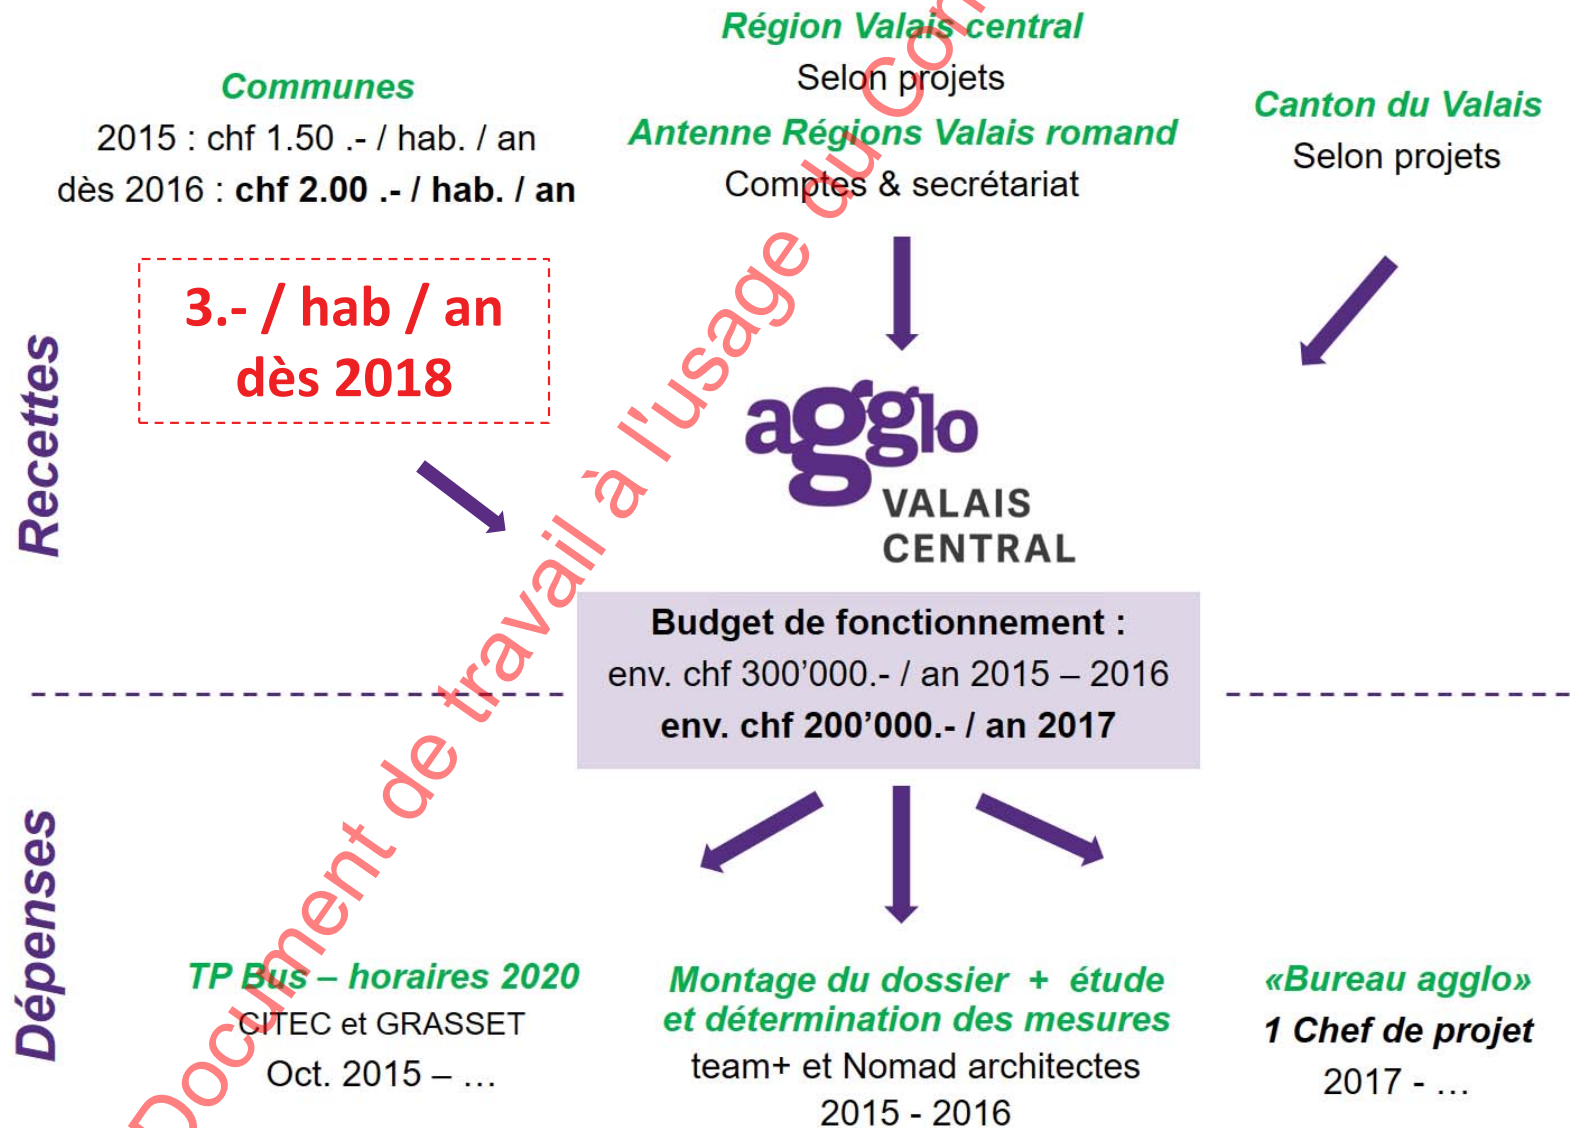 Région Valais central
Selon projets
Antenne Régions Valais romand
Comptes & secrétariat
Communes
2015 : chf 1.50 .- / hab. / an
dès 2016 : chf 2.00 .- / hab. / an
3.- / hab / an
dès 2018
Canton du Valais
Selon projets
Recettes
agglo
VALAIS
CENTRAL
Budget de fonctionnement :
env. chf 300’000.- / an 2015 – 2016
env. chf 200’000.- / an 2017
Dépenses
TP Bus – horaires 2020
CITEC et GRASSET
Oct. 2015 – …
Montage du dossier + étude
et détermination des mesures
team+ et Nomad architectes
2015 - 2016
«Bureau agglo»
1 Chef de projet
2017 - …
Document de travail à l'usage du